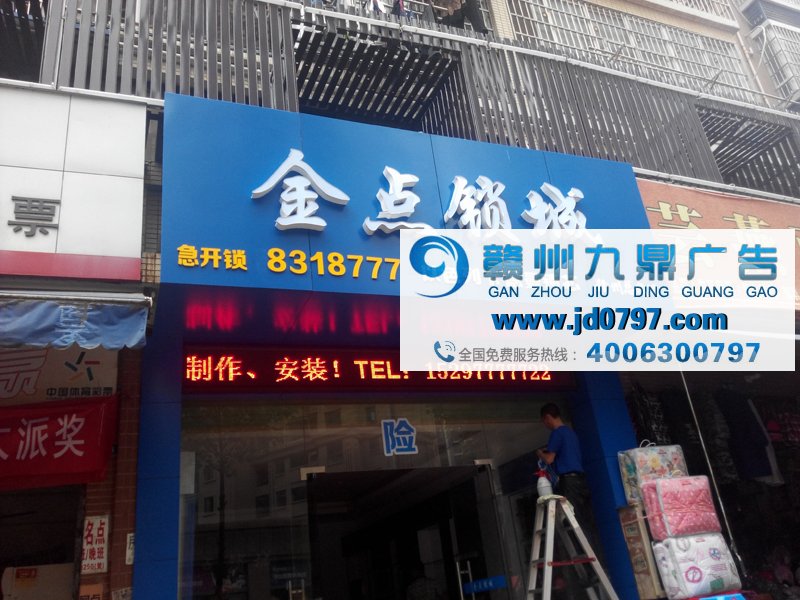 金点锁城
急开锁 8318777
制作、安装！TEL：15297777722
险
票
中国体育彩票
大派奖
名点
赣州九鼎广告
GAN ZHOU JIU DING GUANG GAO
www.jd0797.com
全国免费服务热线：4006300797